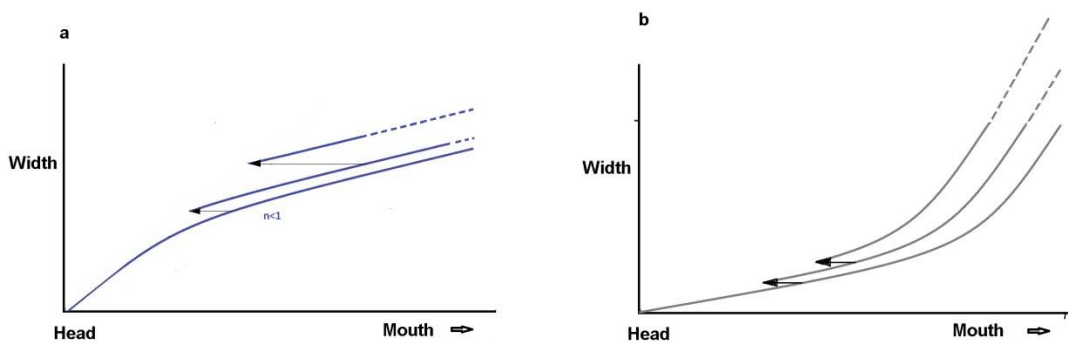 a
Width
n<1
Head
Mouth ⇒
b
Width
Head
Mouth ⇒